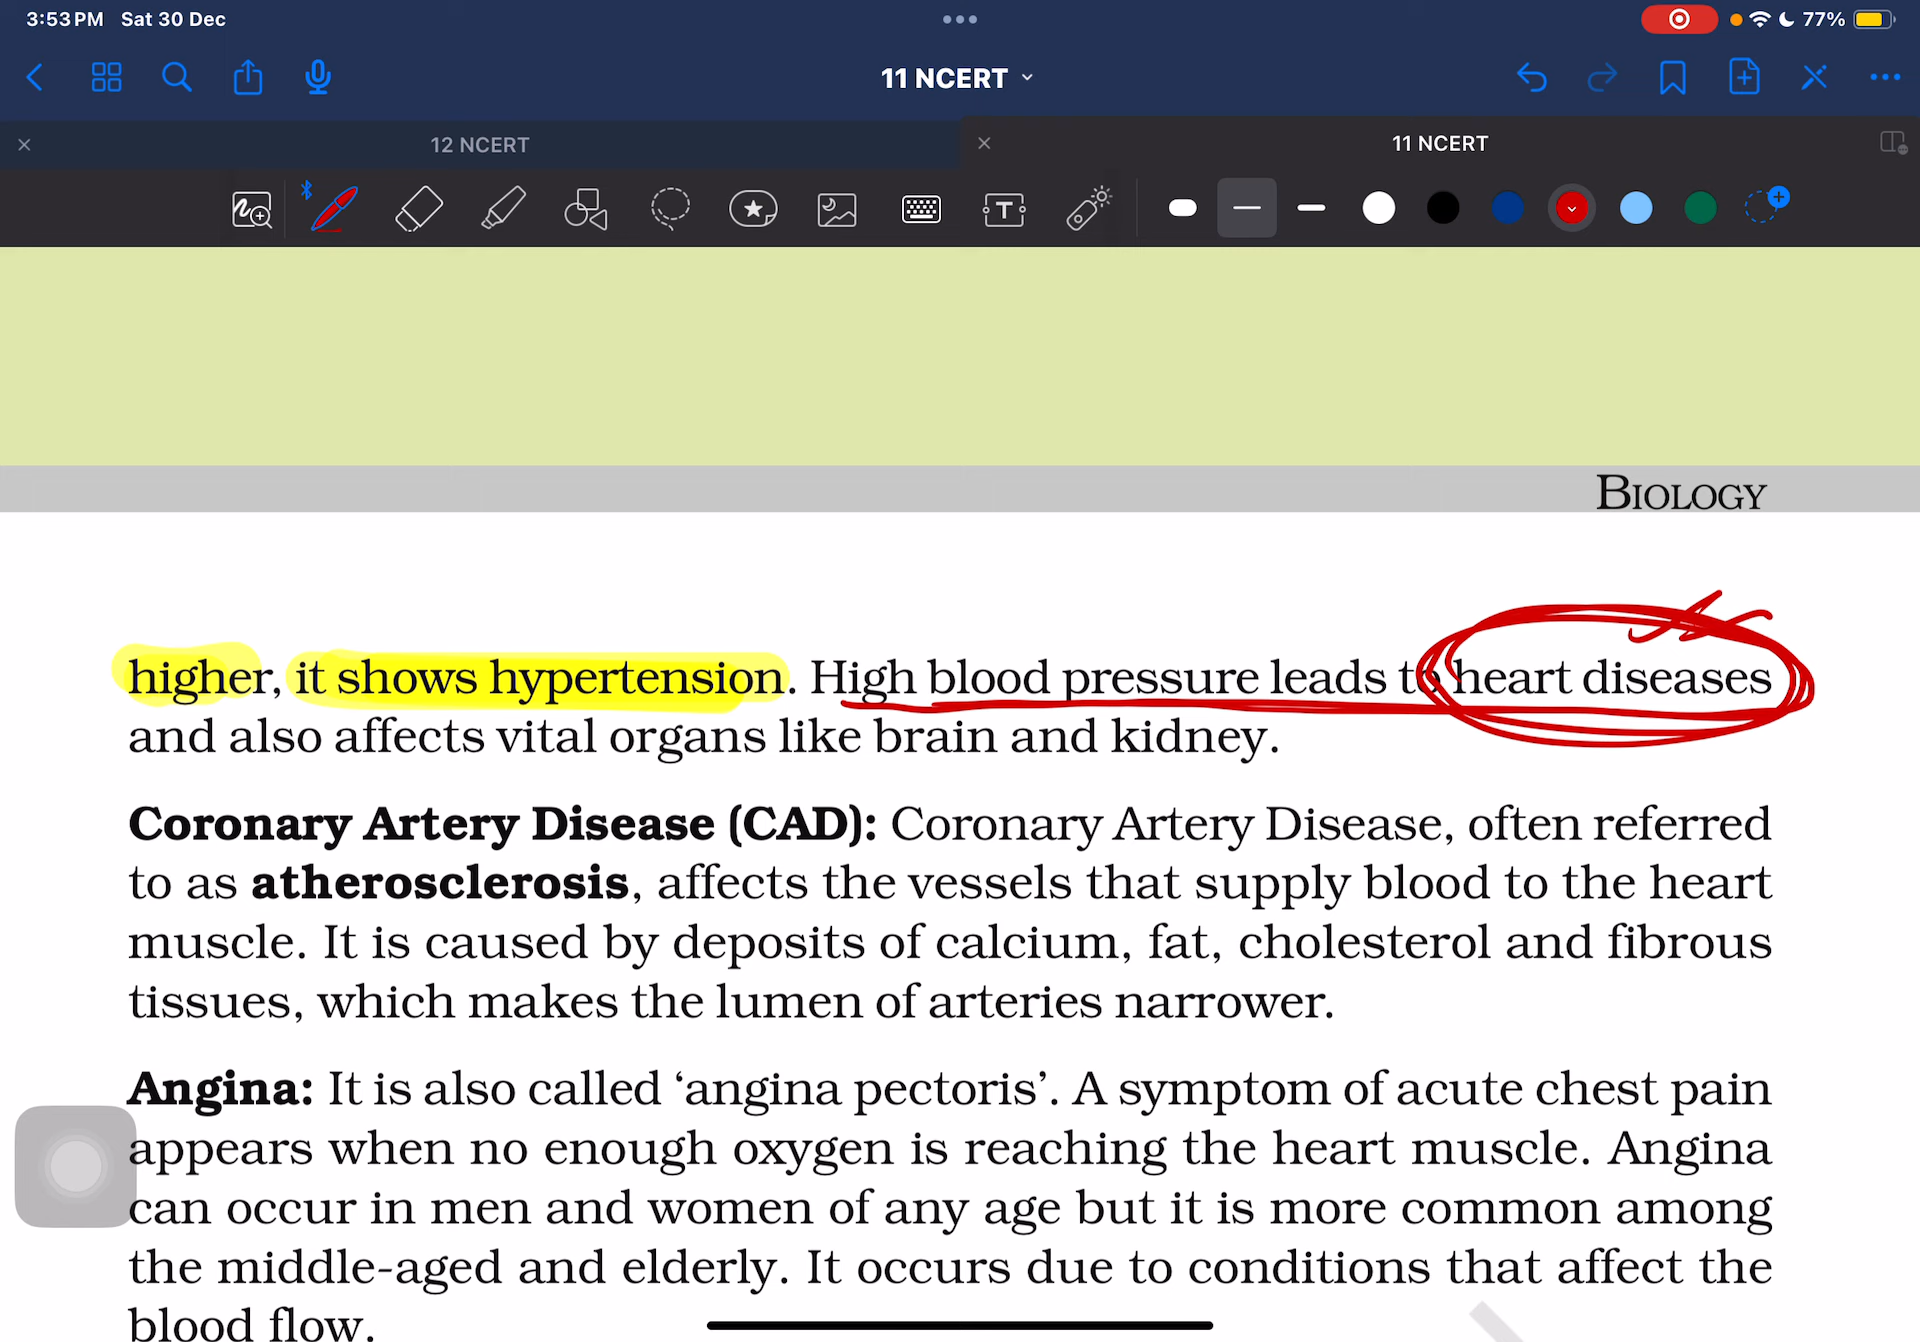 3:53 PM Sat 30 Dec
77%
11 NCERT
12 NCERT
11 NCERT
BIOLOGY
higher, it shows hypertension. High blood pressure leads to heart diseases
and also affects vital organs like brain and kidney.
Coronary Artery Disease (CAD): Coronary Artery Disease, often referred
to as atherosclerosis, affects the vessels that supply blood to the heart
muscle. It is caused by deposits of calcium, fat, cholesterol and fibrous
tissues, which makes the lumen of arteries narrower.
Angina: It is also called ‘angina pectoris’. A symptom of acute chest pain
appears when no enough oxygen is reaching the heart muscle. Angina
can occur in men and women of any age but it is more common among
the middle-aged and elderly. It occurs due to conditions that affect the
blood flow.